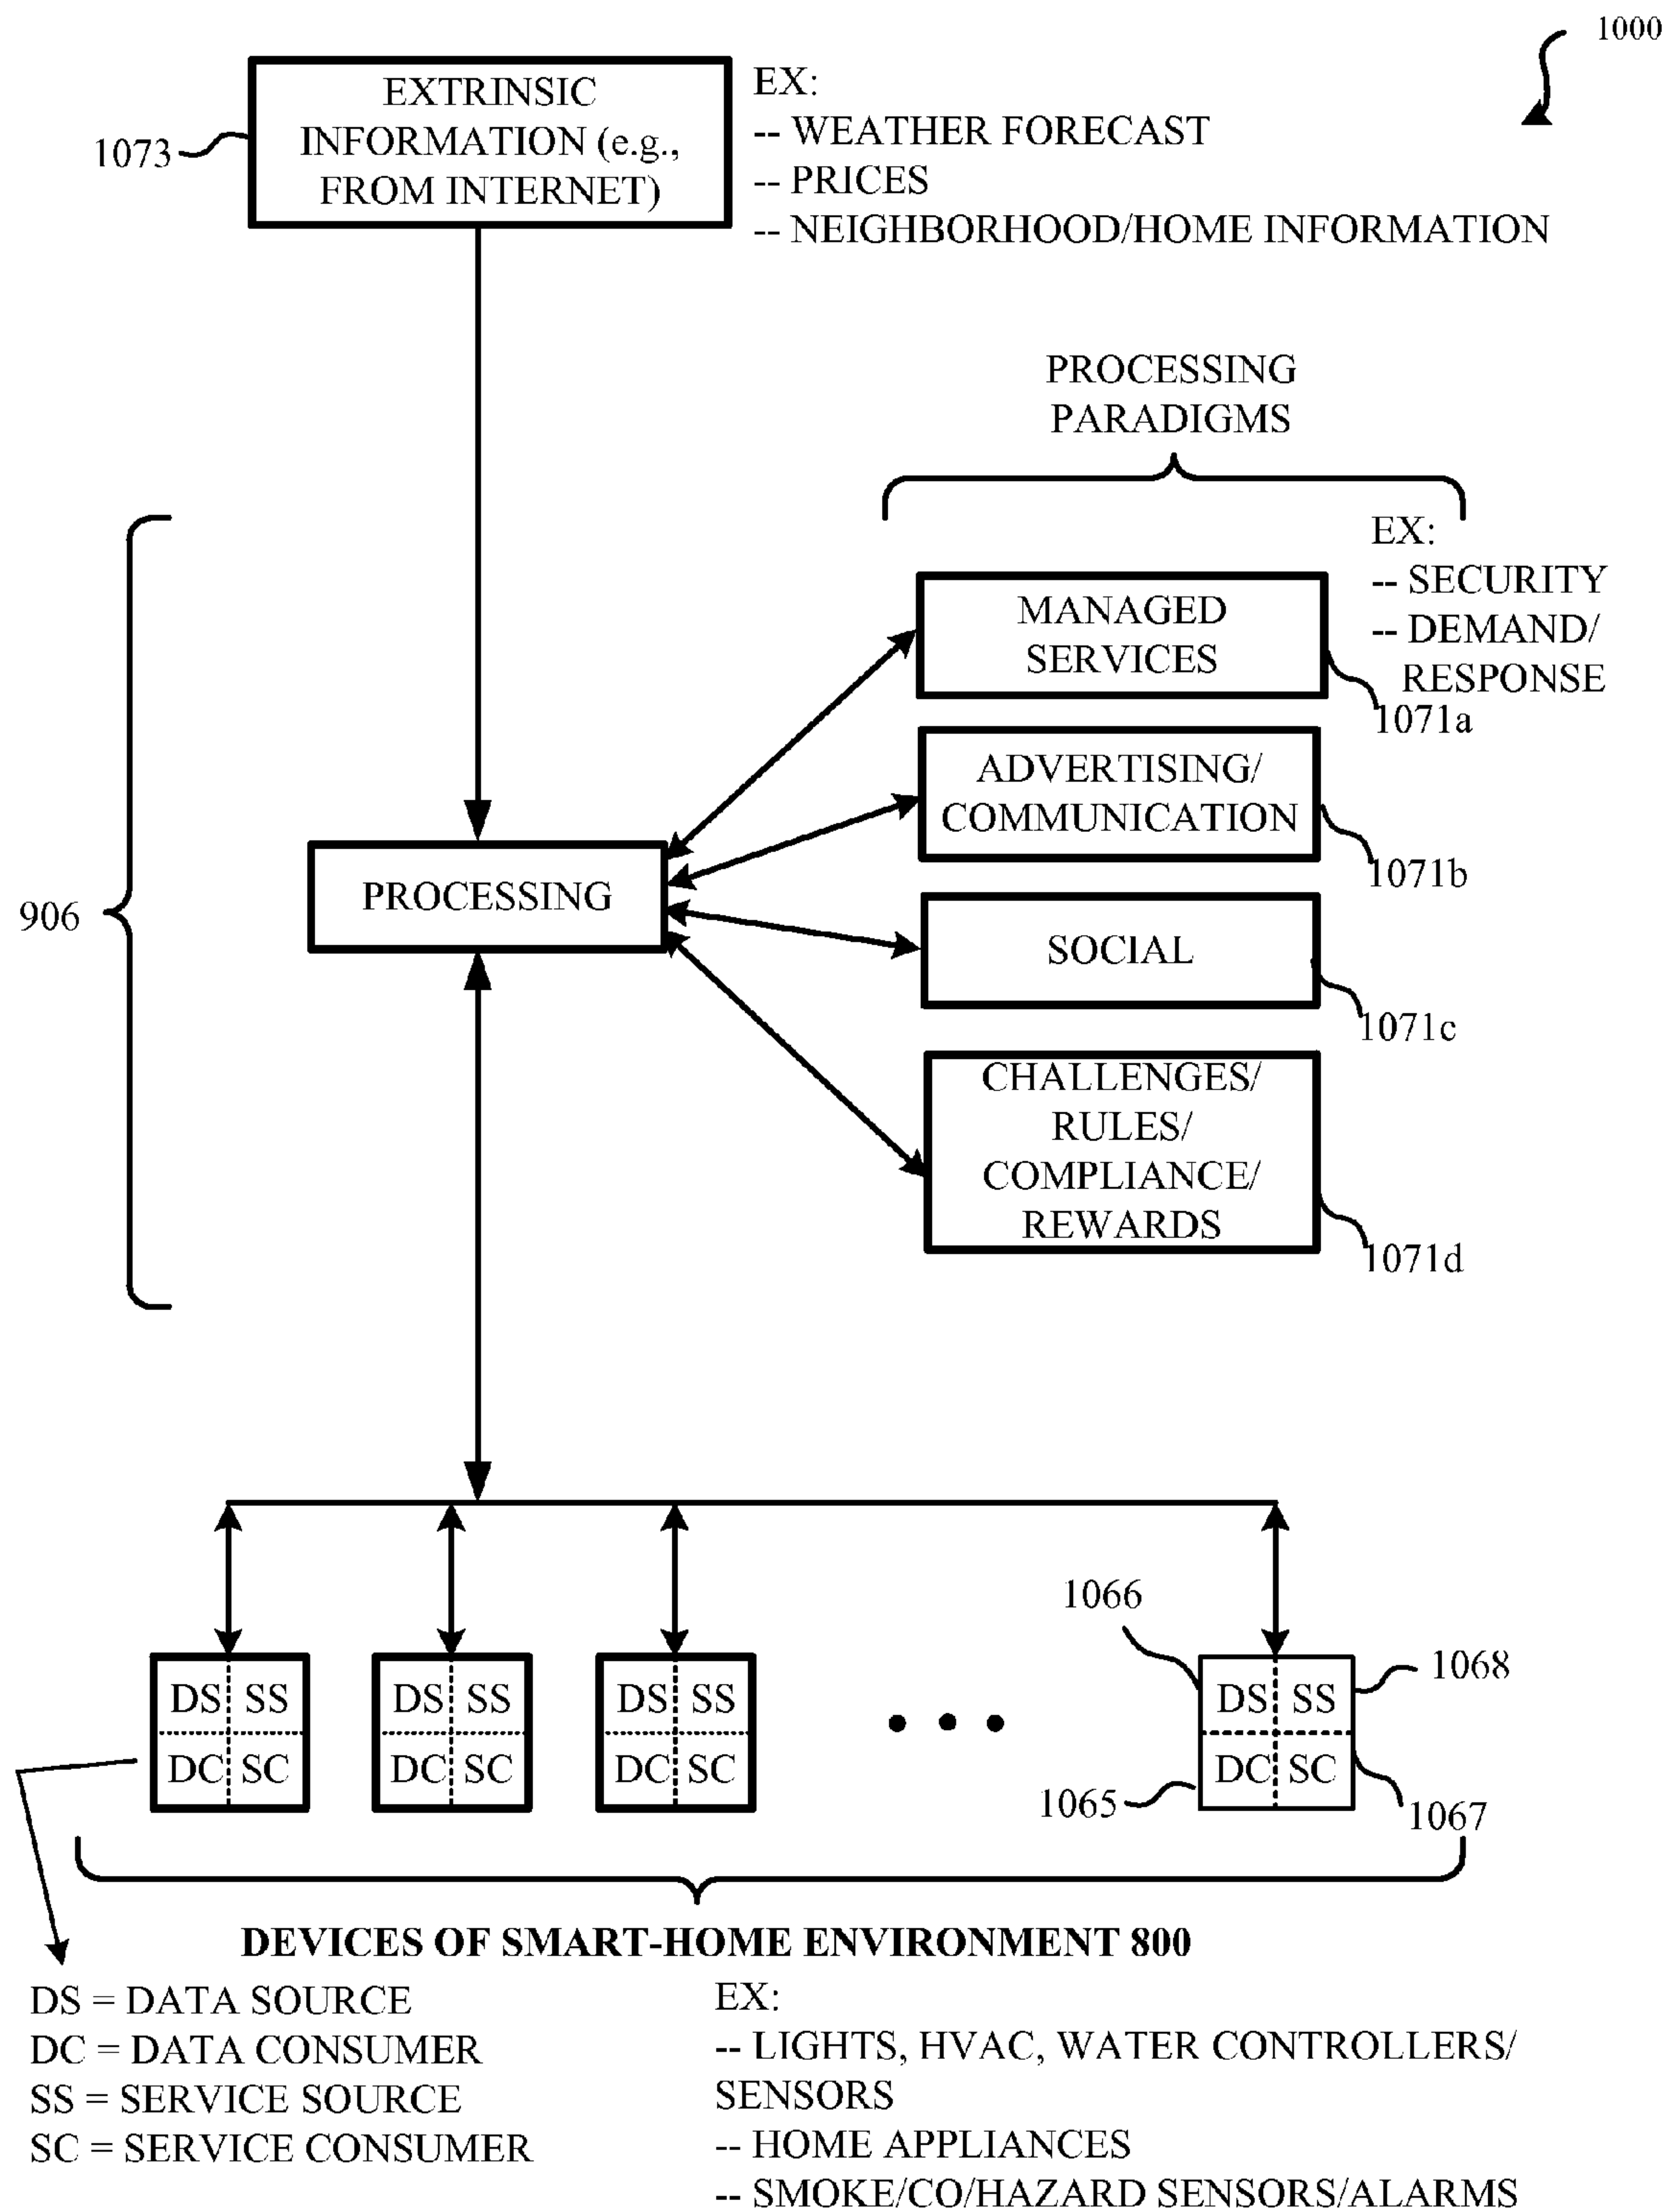 1000
EXTRINSIC
INFORMATION (e.g.,
FROM INTERNET)
1073
EX:
-- WEATHER FORECAST
-- PRICES
-- NEIGHBORHOOD/HOME INFORMATION
PROCESSING
PARADIGMS
EX:
-- SECURITY
-- DEMAND/
RESPONSE
MANAGED
SERVICES
1071a
ADVERTISING/
COMMUNICATION
1071b
PROCESSING
906
SOCIAL
1071c
CHALLENGES/
RULES/
COMPLIANCE/
REWARDS
1071d
1066
1068
DS SS
DC SC
DS SS
DC SC
DS SS
DC SC
DS SS
DC SC
1065
1067
DEVICES OF SMART-HOME ENVIRONMENT 800
DS = DATA SOURCE
DC = DATA CONSUMER
SS = SERVICE SOURCE
SC = SERVICE CONSUMER
EX:
-- LIGHTS, HVAC, WATER CONTROLLERS/
SENSORS
-- HOME APPLIANCES
-- SMOKE/CO/HAZARD SENSORS/ALARMS